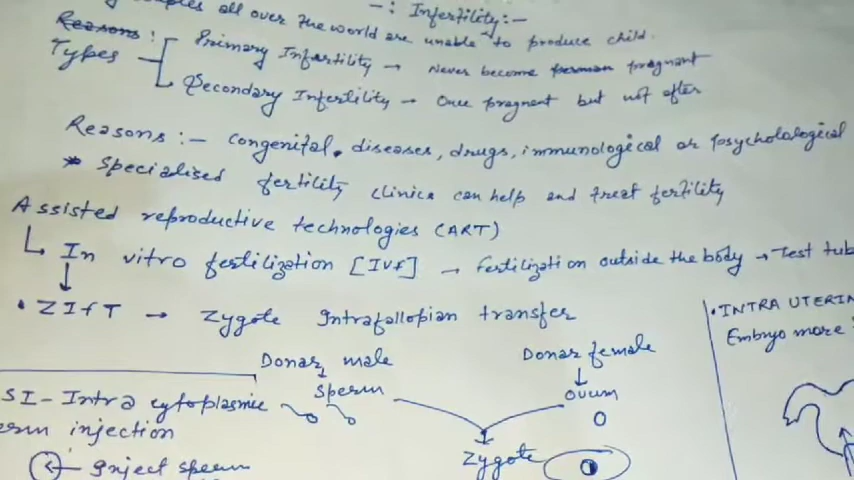 -: Infertility:-
couples all over the world are unable to produce child.
Reasons :
Types
Primary Infertility → Never become pregnant
Secondary Infertility → Once pregnant but not after
Reasons :- Congenital, diseases, drugs, immunological or Psycholalogical
* Specialised fertility clinics can help and treat fertility
Assisted reproductive technologies (ART)
In vitro fertilization [IVF] → fertilization outside the body → Test tub
• ZIFT → Zygote Intrafallopian transfer
• INTRA UTERIN
Embryo more
Donar male
Donar female
Sperm
ovum
SI - Intra cytoplasmic
erm injection
Zygote
Inject sperm